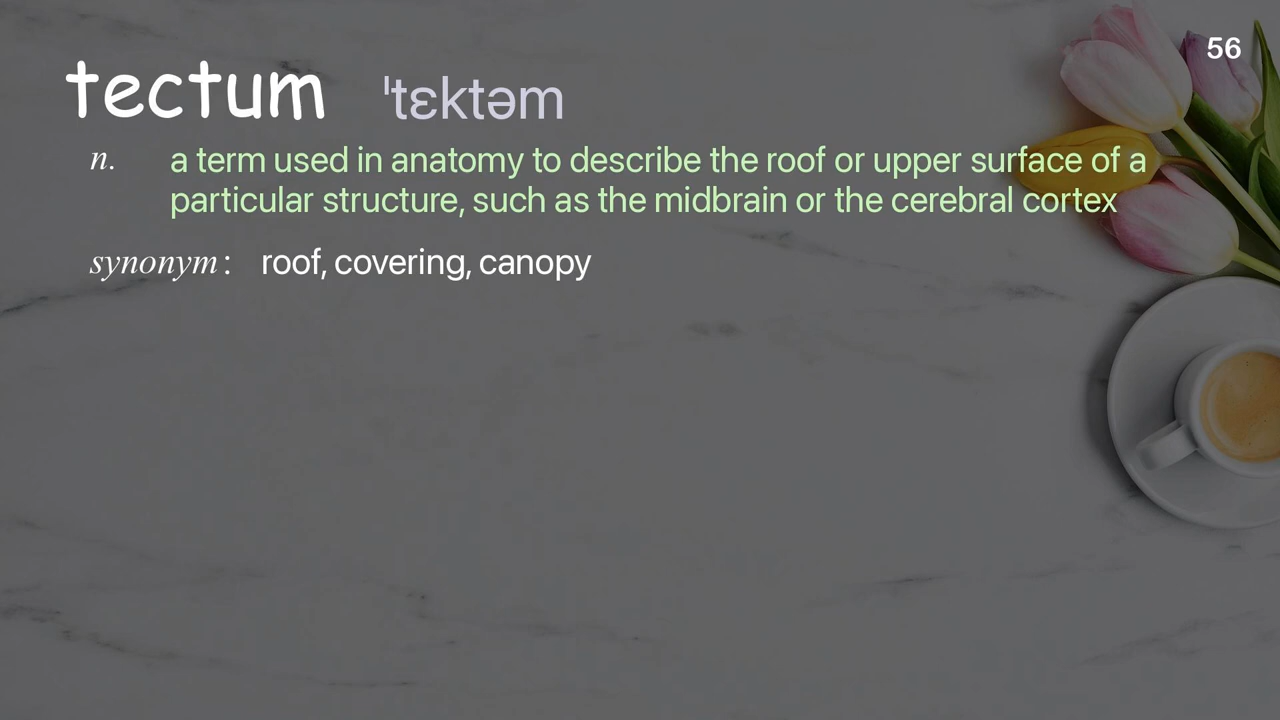 56
tectum ˈtɛktəm
n. a term used in anatomy to describe the roof or upper surface of a
particular structure, such as the midbrain or the cerebral cortex
synonym: roof, covering, canopy